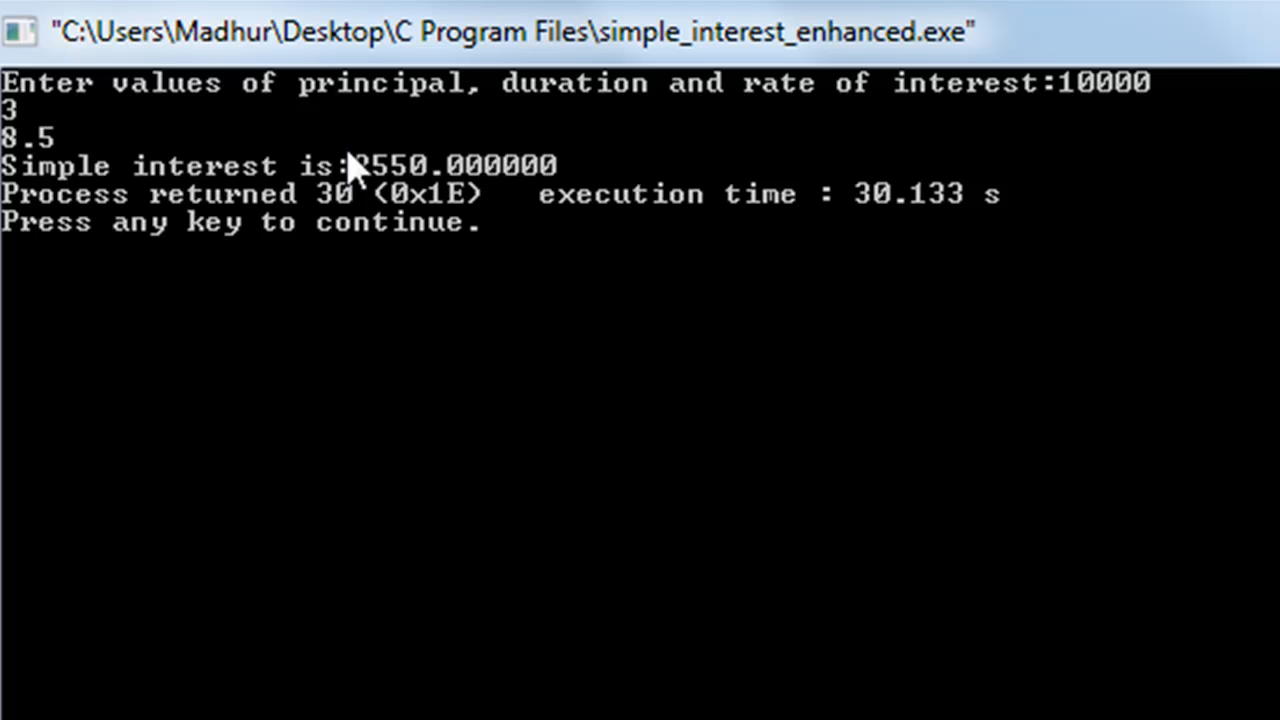 "C:\Users\Madhur\Desktop\C Program Files\simple_interest_enhanced.exe"
Enter values of principal, duration and rate of interest:10000
3
8.5
Simple interest is:2550.000000
Process returned 30 (0x1E)   execution time : 30.133 s
Press any key to continue.